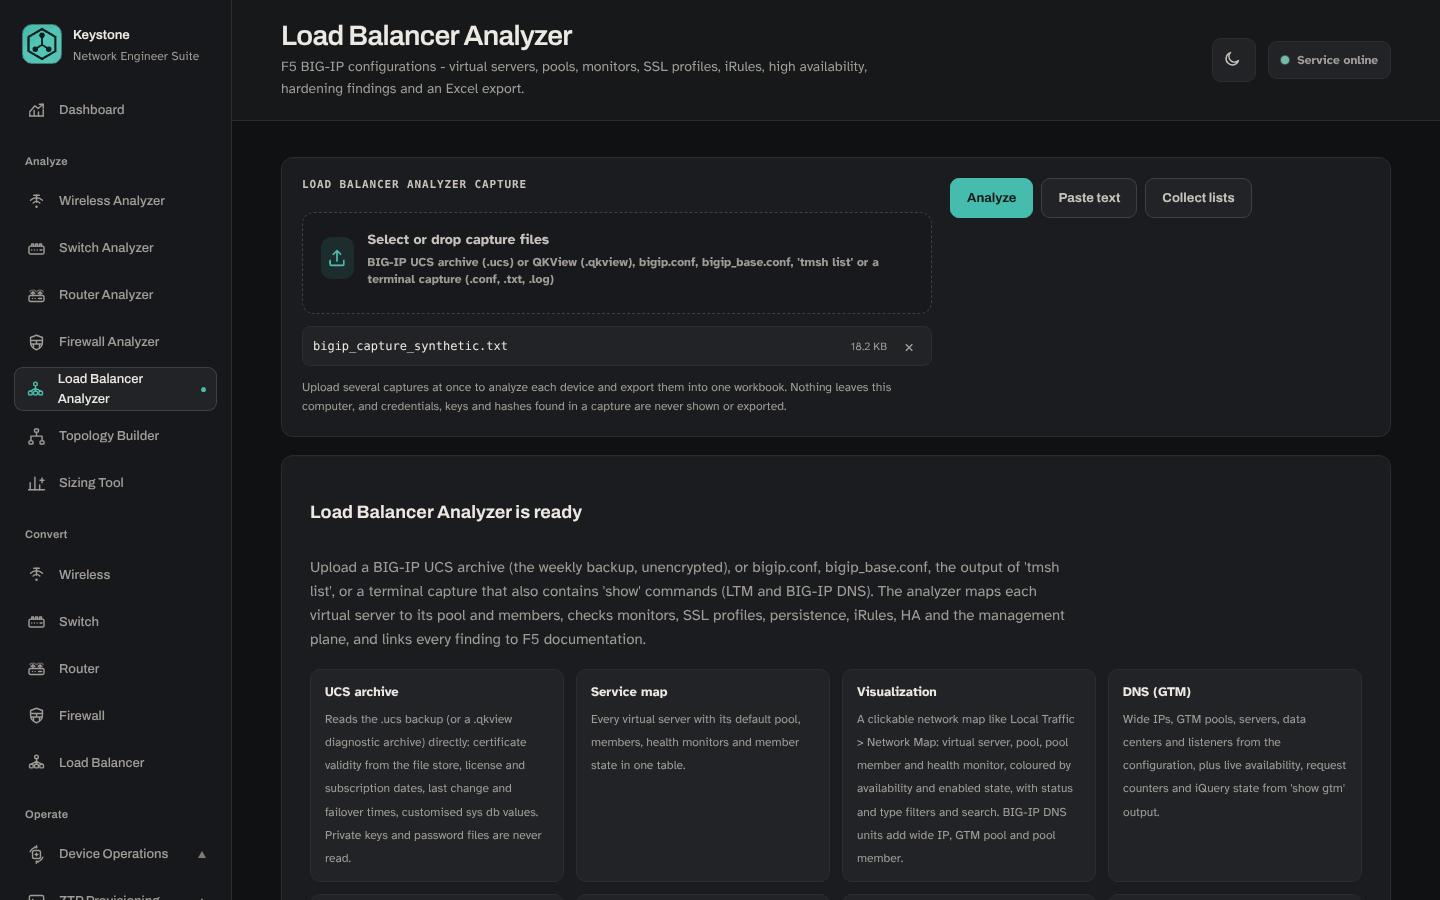 Keystone
Network Engineer Suite
Dashboard
Analyze
Wireless Analyzer
Switch Analyzer
Router Analyzer
Firewall Analyzer
Load Balancer
Analyzer
Topology Builder
Sizing Tool
Convert
Wireless
Switch
Router
Firewall
Load Balancer
Operate
Device Operations
ZTP Provisioning
Load Balancer Analyzer
F5 BIG-IP configurations - virtual servers, pools, monitors, SSL profiles, iRules, high availability,
hardening findings and an Excel export.
Service online
LOAD BALANCER ANALYZER CAPTURE
Select or drop capture files
BIG-IP UCS archive (.ucs) or QKView (.qkview), bigip.conf, bigip_base.conf, 'tmsh list' or a
terminal capture (.conf, .txt, .log)
bigip_capture_synthetic.txt
18.2 KB
×
Upload several captures at once to analyze each device and export them into one workbook. Nothing leaves this
computer, and credentials, keys and hashes found in a capture are never shown or exported.
Analyze
Paste text
Collect lists
Load Balancer Analyzer is ready
Upload a BIG-IP UCS archive (the weekly backup, unencrypted), or bigip.conf, bigip_base.conf, the output of 'tmsh
list', or a terminal capture that also contains 'show' commands (LTM and BIG-IP DNS). The analyzer maps each
virtual server to its pool and members, checks monitors, SSL profiles, persistence, iRules, HA and the management
plane, and links every finding to F5 documentation.
UCS archive
Reads the .ucs backup (or a .qkview
diagnostic archive) directly: certificate
validity from the file store, license and
subscription dates, last change and
failover times, customised sys db values.
Private keys and password files are never
read.
Service map
Every virtual server with its default pool,
members, health monitors and member
state in one table.
Visualization
A clickable network map like Local Traffic
> Network Map: virtual server, pool, pool
member and health monitor, coloured by
availability and enabled state, with status
and type filters and search. BIG-IP DNS
units add wide IP, GTM pool and pool
member.
DNS (GTM)
Wide IPs, GTM pools, servers, data
centers and listeners from the
configuration, plus live availability, request
counters and iQuery state from 'show gtm'
output.